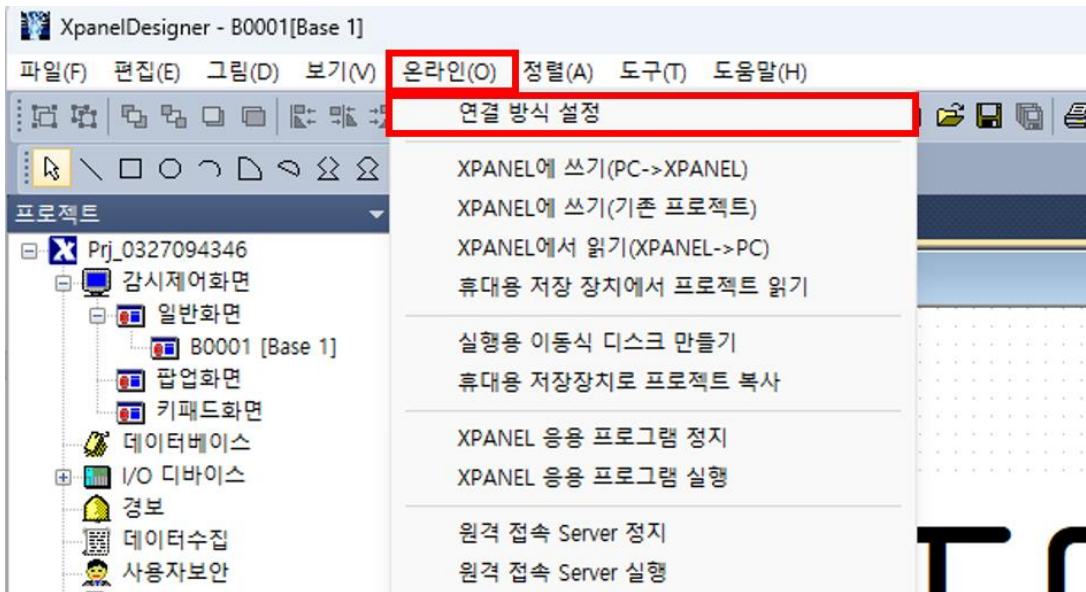 XpanelDesigner - B0001[Base 1]
파일(F) 편집(E) 그림(D) 보기(V) 온라인(O) 정렬(A) 도구(T) 도움말(H)
연결 방식 설정
XPANEL에 쓰기(PC->XPANEL)
XPANEL에 쓰기(기존 프로젝트)
XPANEL에서 읽기(XPANEL->PC)
휴대용 저장 장치에서 프로젝트 읽기
실행용 이동식 디스크 만들기
휴대용 저장장치로 프로젝트 복사
XPANEL 응용 프로그램 정지
XPANEL 응용 프로그램 실행
원격 접속 Server 정지
원격 접속 Server 실행
프로젝트
Prj_0327094346
감시제어화면
일반화면
B0001 [Base 1]
팝업화면
키패드화면
데이터베이스
I/O 디바이스
경보
데이터수집
사용자보안